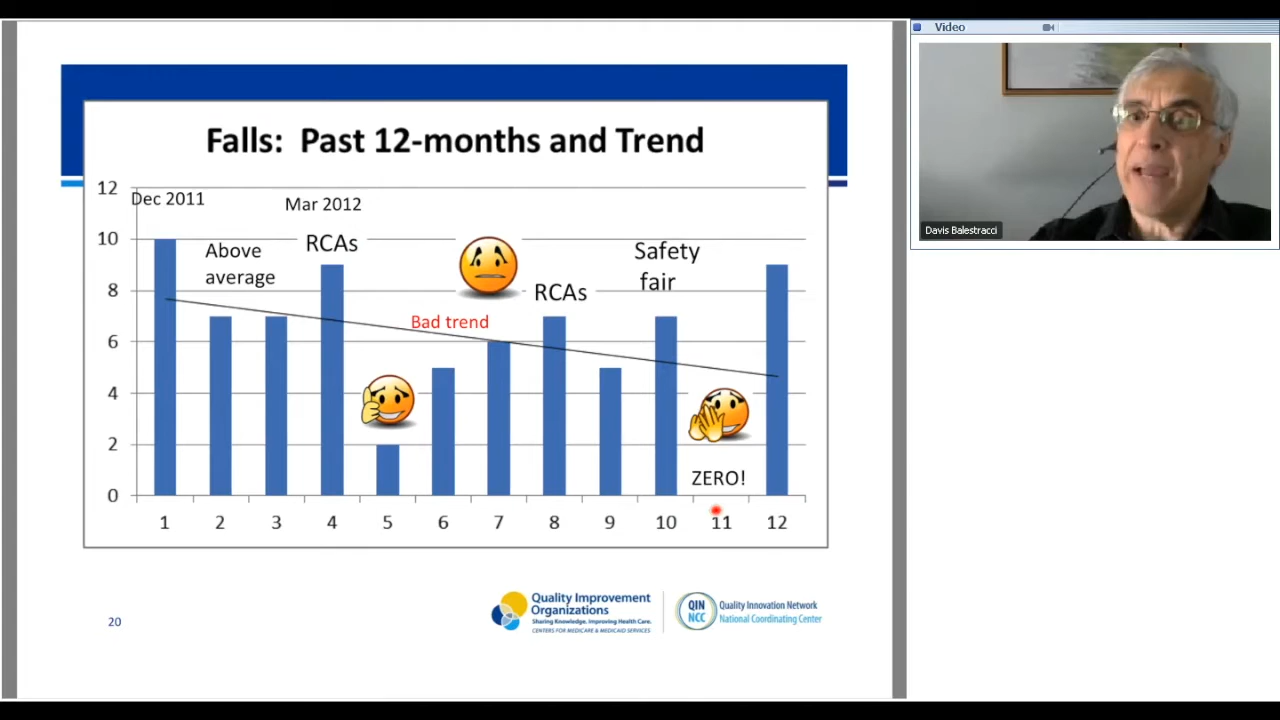 Video
Davis Balestracci
Falls: Past 12-months and Trend
12
10
8
6
4
2
0
Dec 2011
Mar 2012
Above
average
RCAs
Bad trend
RCAs
Safety
fair
ZERO!
1 2 3 4 5 6 7 8 9 10 11 12
20
Quality Improvement
Organizations
Sharing Knowledge. Improving Health Care.
CENTERS FOR MEDICARE & MEDICAID SERVICES
QIN
NCC
Quality Innovation Network
National Coordinating Center